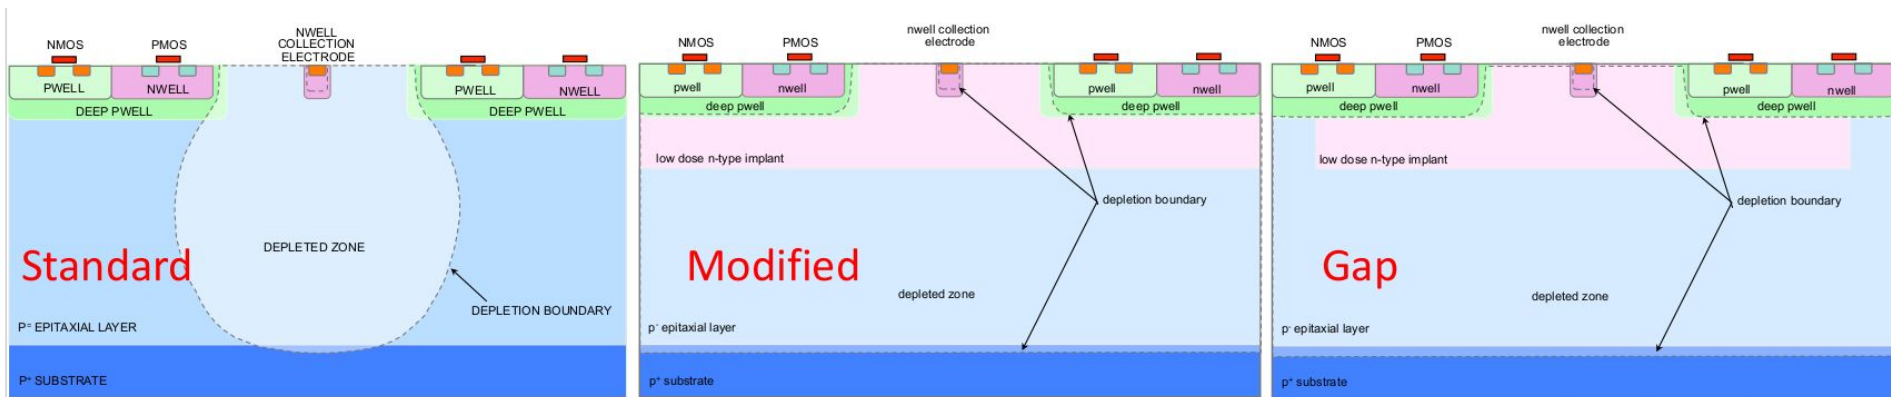 NMOS
PMOS
NWELL
COLLECTION
ELECTRODE
PWELL
NWELL
DEEP PWELL
PWELL
NWELL
DEEP PWELL
DEPLETED ZONE
Standard
DEPLETION BOUNDARY
P= EPITAXIAL LAYER
P+ SUBSTRATE
NMOS
PMOS
nwell collection
electrode
pwell
nwell
deep pwell
pwell
nwell
deep pwell
low dose n-type implant
depletion boundary
Modified
depleted zone
p- epitaxial layer
p+ substrate
NMOS
PMOS
nwell collection
electrode
pwell
nwell
deep pwell
pwell
nwell
deep pwell
low dose n-type implant
depletion boundary
Gap
depleted zone
p- epitaxial layer
p+ substrate